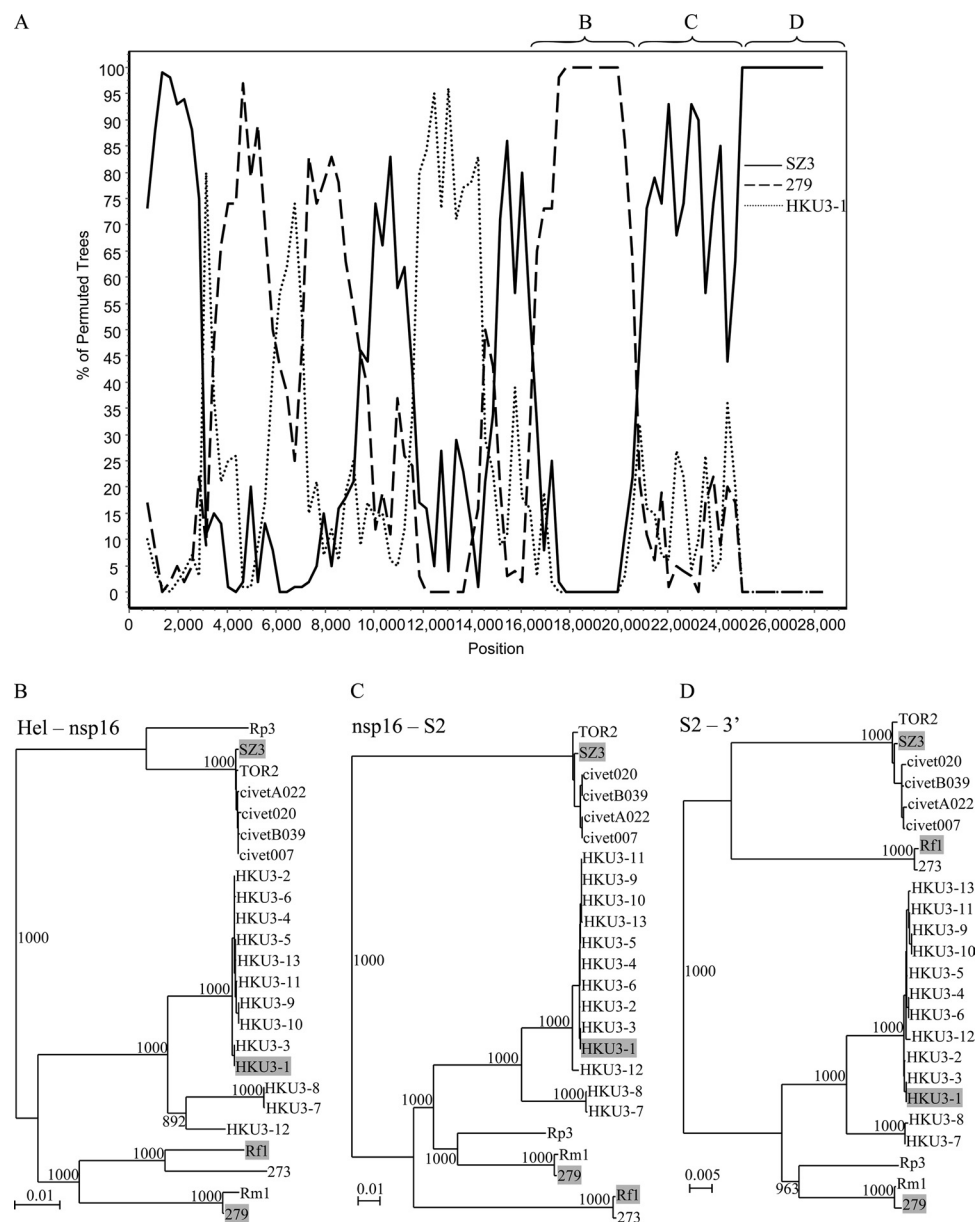 A
B
C
D
100
95
90
85
80
75
70
65
60
55
50
45
40
35
30
25
20
15
10
5
0
% of Permuted Trees
SZ3
279
HKU3-1
0 2,000 4,000 6,000 8,000 10,000 12,000 14,000 16,000 18,000 20,000 22,000 24,000 26,000 28,000
Position
B
Hel – nsp16
Rp3
SZ3
1000
TOR2
civetA022
civet020
civetB039
civet007
HKU3-2
HKU3-6
HKU3-4
1000
HKU3-5
HKU3-13
1000
HKU3-11
HKU3-9
HKU3-10
1000
HKU3-3
HKU3-1
1000
HKU3-8
HKU3-7
892
HKU3-12
Rf1
1000
1000
273
Rm1
1000
279
0.01
C
nsp16 – S2
TOR2
SZ3
civet020
civetB039
civetA022
civet007
HKU3-11
HKU3-9
HKU3-10
HKU3-13
HKU3-5
1000
HKU3-4
HKU3-6
HKU3-2
1000
HKU3-3
HKU3-1
HKU3-12
1000
HKU3-8
1000
HKU3-7
Rp3
1000
1000
Rm1
1000
279
Rf1
1000
273
0.01
D
S2 – 3’
TOR2
1000
SZ3
civet020
civetB039
civetA022
civet007
Rf1
1000
273
HKU3-13
HKU3-11
HKU3-9
HKU3-10
1000
HKU3-5
HKU3-4
HKU3-6
1000
HKU3-12
HKU3-2
1000
HKU3-3
HKU3-1
HKU3-8
1000
HKU3-7
Rp3
963
Rm1
1000
279
0.005